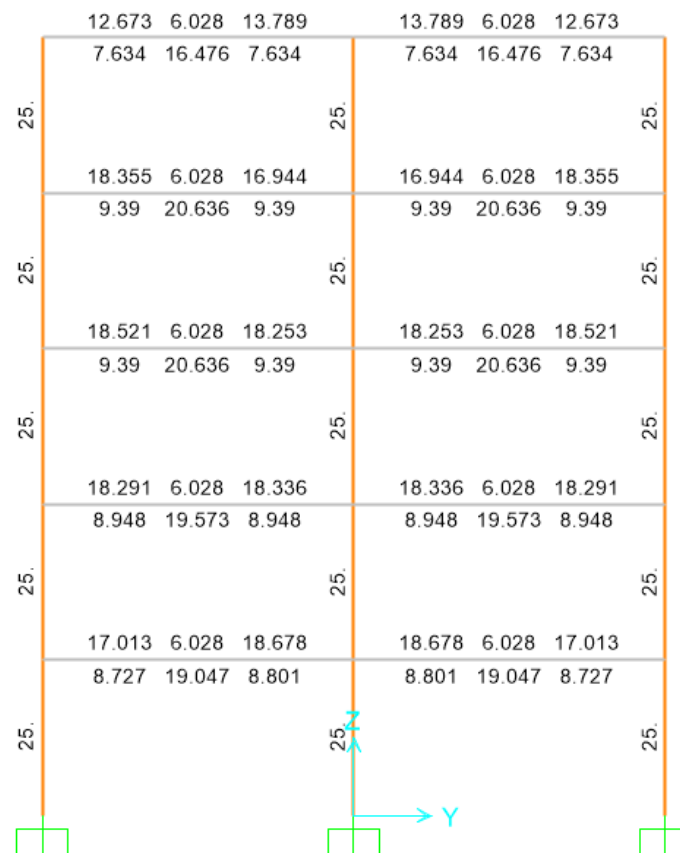 12.673 6.028 13.789 13.789 6.028 12.673
7.634 16.476 7.634 7.634 16.476 7.634
25. 25. 25.
18.355 6.028 16.944 16.944 6.028 18.355
9.39 20.636 9.39 9.39 20.636 9.39
25. 25. 25.
18.521 6.028 18.253 18.253 6.028 18.521
9.39 20.636 9.39 9.39 20.636 9.39
25. 25. 25.
18.291 6.028 18.336 18.336 6.028 18.291
8.948 19.573 8.948 8.948 19.573 8.948
25. 25. 25.
17.013 6.028 18.678 18.678 6.028 17.013
8.727 19.047 8.801 8.801 19.047 8.727
Z
25. 25. 25.
Y